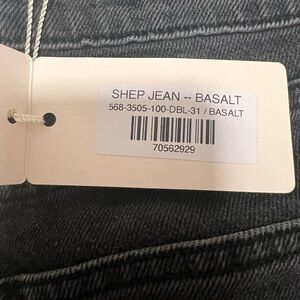 SHEP JEAN -- BASALT
568-3505-100-DBL-31 / BASALT
70562929